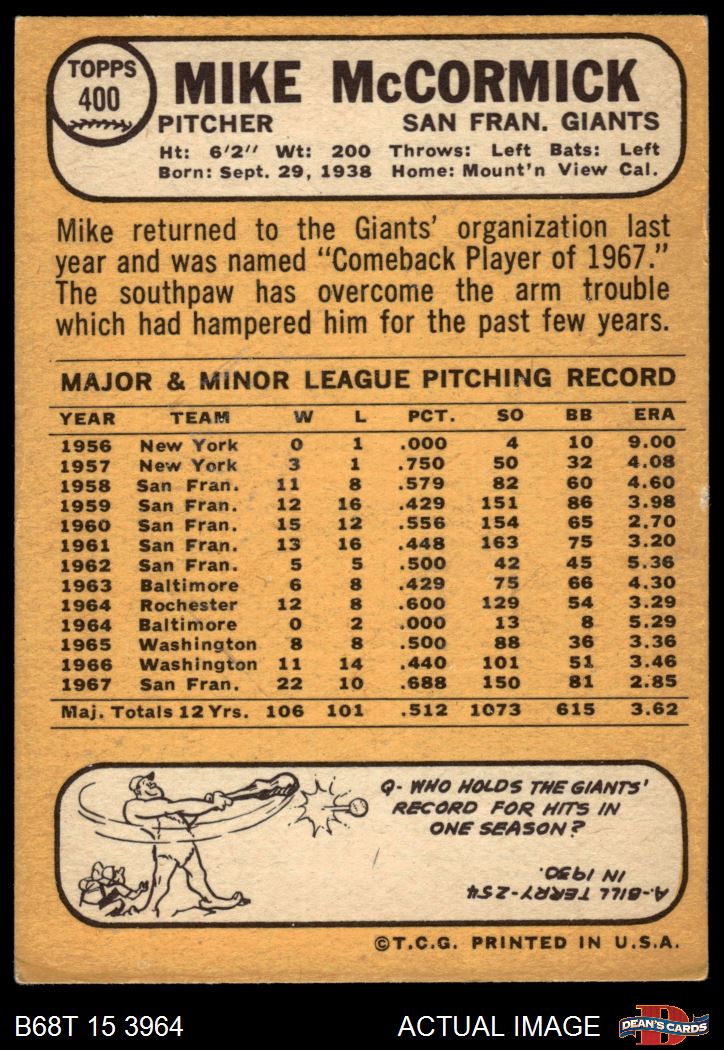 TOPPS
400
MIKE McCORMICK
PITCHER SAN FRAN. GIANTS
Ht: 6'2" Wt: 200 Throws: Left Bats: Left
Born: Sept. 29, 1938 Home: Mount'n View Cal.
Mike returned to the Giants' organization last
year and was named "Comeback Player of 1967."
The southpaw has overcome the arm trouble
which had hampered him for the past few years.
MAJOR & MINOR LEAGUE PITCHING RECORD
YEAR TEAM W L PCT. SO BB ERA
1956 New York 0 1 .000 4 10 9.00
1957 New York 3 1 .750 50 32 4.08
1958 San Fran. 11 8 .579 82 60 4.60
1959 San Fran. 12 16 .429 151 86 3.98
1960 San Fran. 15 12 .556 154 65 2.70
1961 San Fran. 13 16 .448 163 75 3.20
1962 San Fran. 5 5 .500 42 45 5.36
1963 Baltimore 6 8 .429 75 66 4.30
1964 Rochester 12 8 .600 129 54 3.29
1964 Baltimore 0 2 .000 13 8 5.29
1965 Washington 8 8 .500 88 36 3.36
1966 Washington 11 14 .440 101 51 3.46
1967 San Fran. 22 10 .688 150 81 2.85
Maj. Totals 12 Yrs. 106 101 .512 1073 615 3.62
Q- WHO HOLDS THE GIANTS'
RECORD FOR HITS IN
ONE SEASON?
A-BILL TERRY-254
IN 1930.
©T.C.G. PRINTED IN U.S.A.
B68T 15 3964 ACTUAL IMAGE DEAN'S CARDS